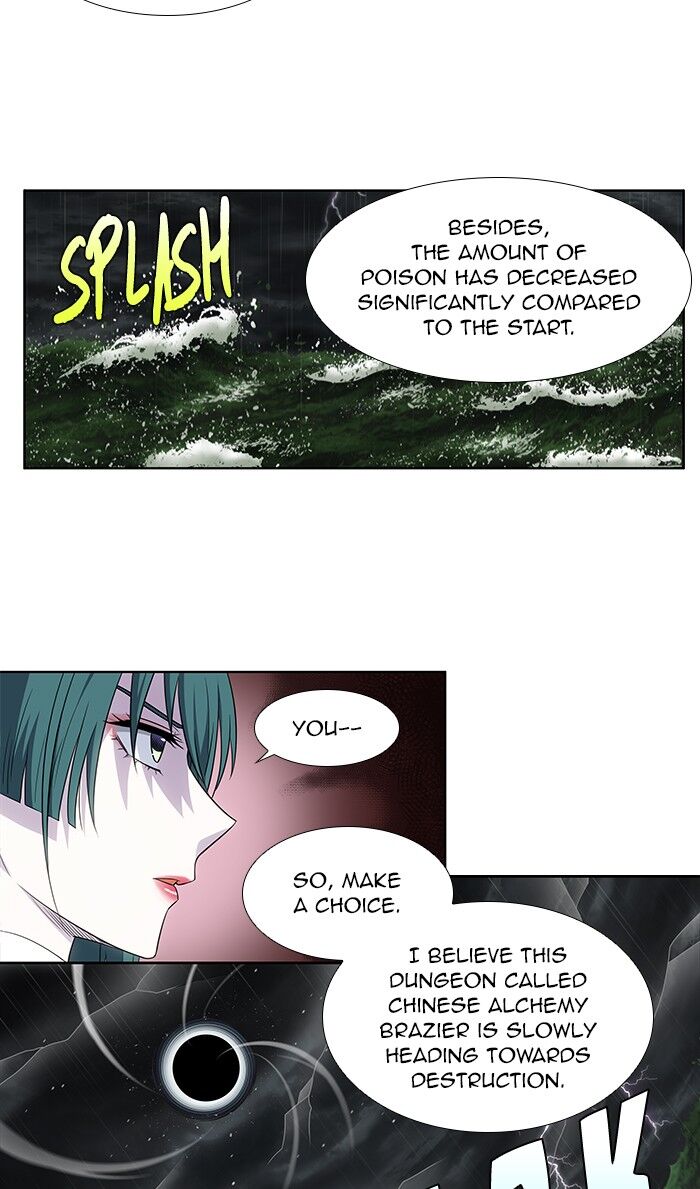 SPLASH
BESIDES,
THE AMOUNT OF
POISON HAS DECREASED
SIGNIFICANTLY COMPARED
TO THE START.
YOU--
SO, MAKE
A CHOICE.
I BELIEVE THIS
DUNGEON CALLED
CHINESE ALCHEMY
BRAZIER IS SLOWLY
HEADING TOWARDS
DESTRUCTION.